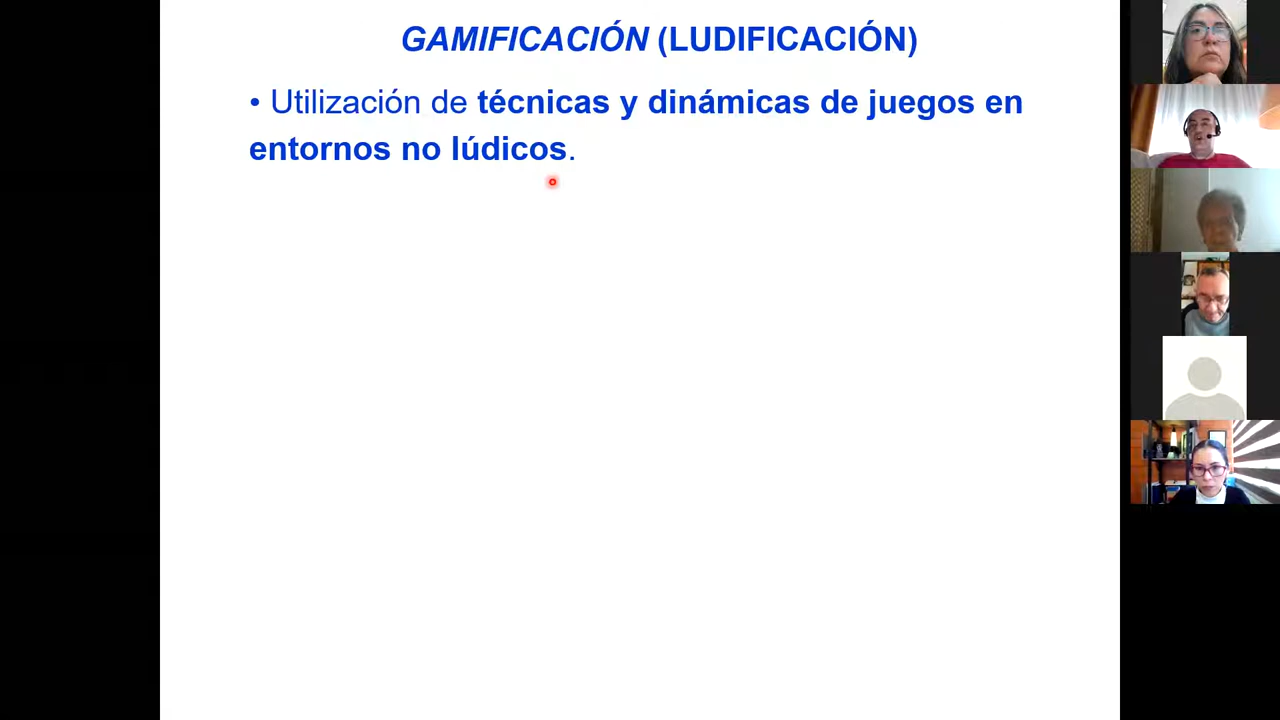 GAMIFICACIÓN (LUDIFICACIÓN)
• Utilización de técnicas y dinámicas de juegos en
entornos no lúdicos.